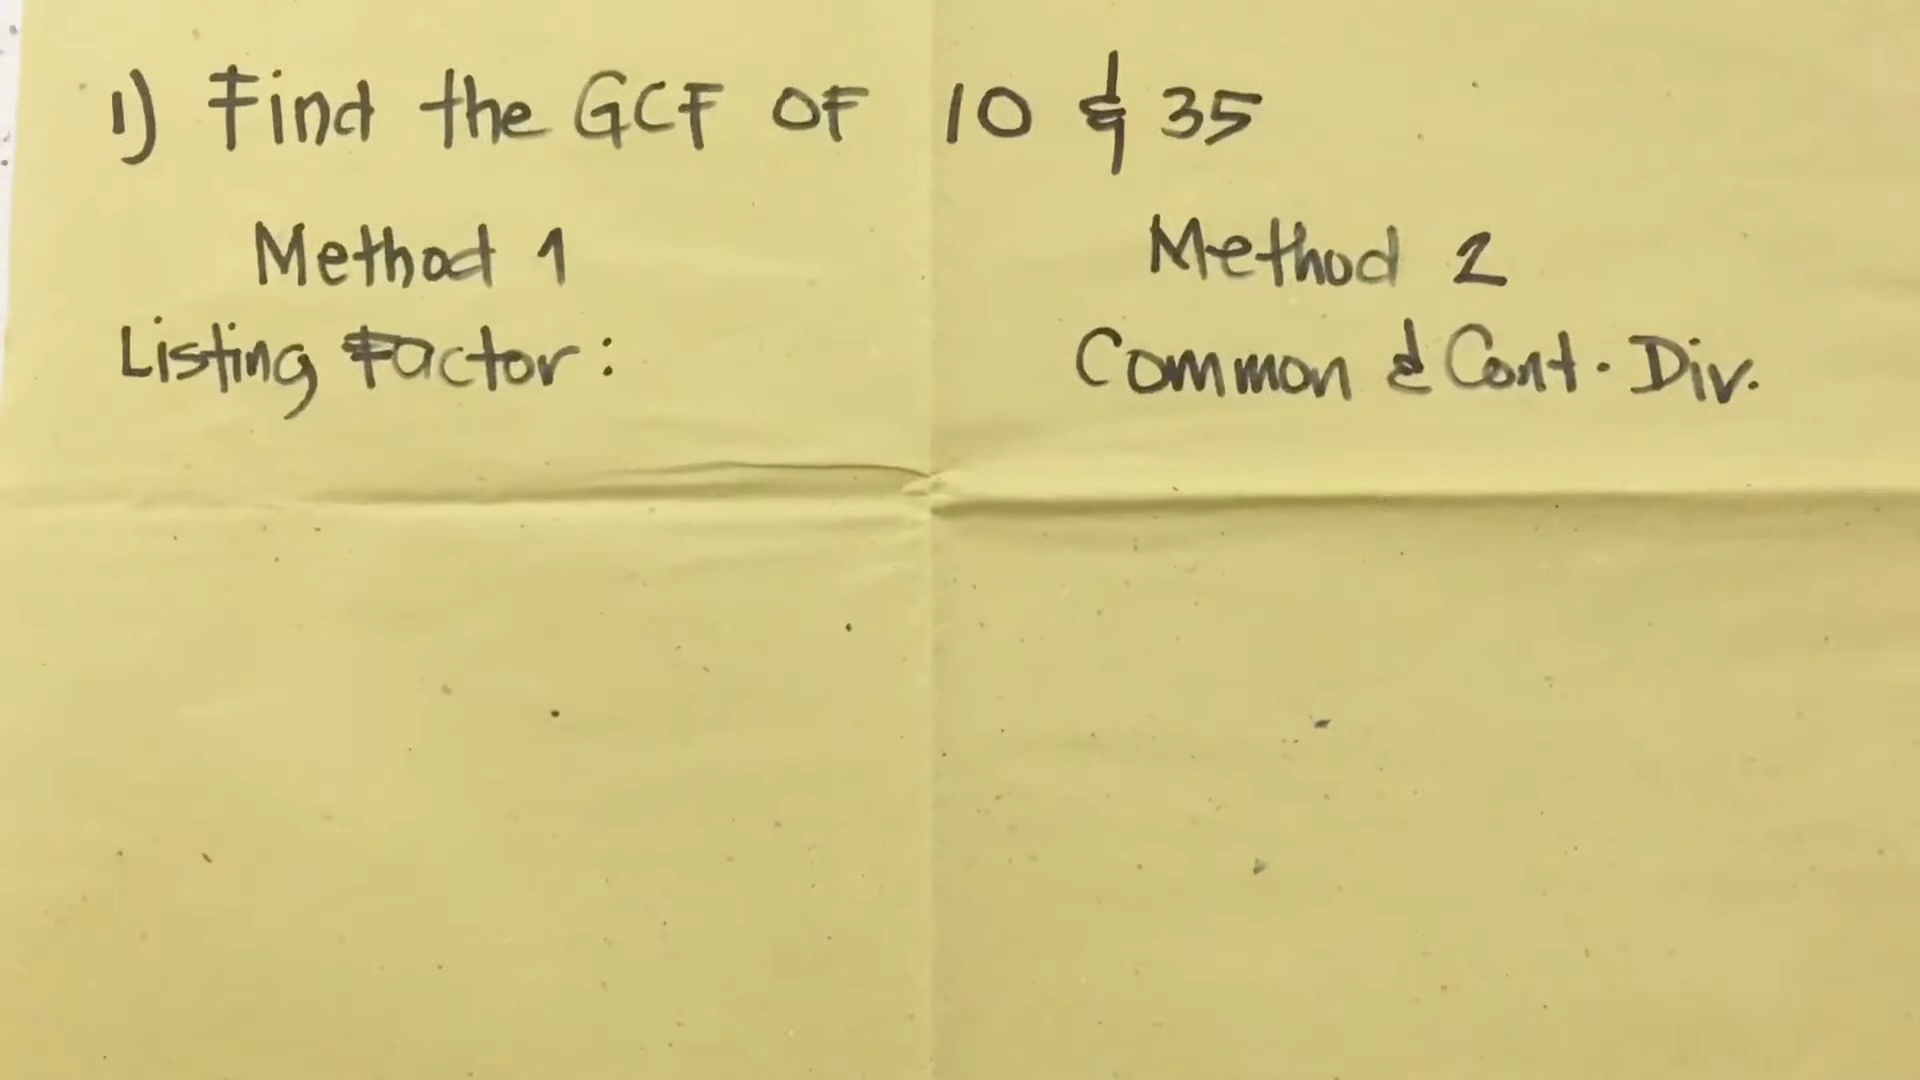 1) Find the GCF OF 10 & 35
Method 1
Listing Factor:
Method 2
Common & Cont. Div.